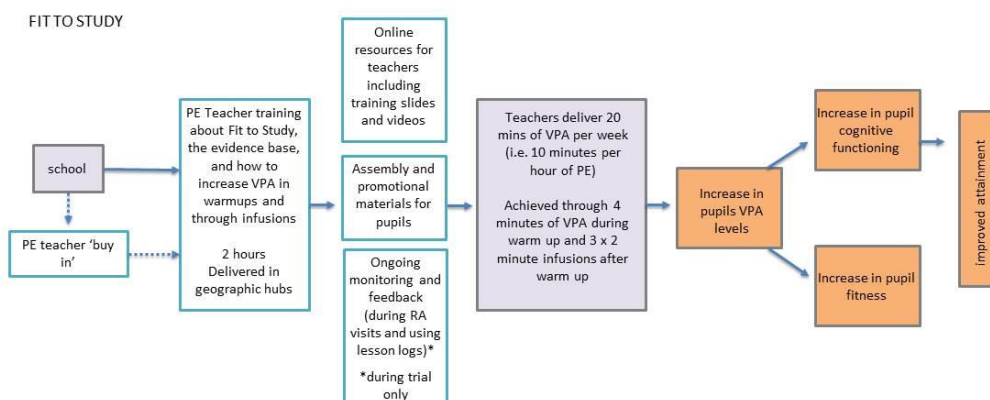 FIT TO STUDY
school
PE teacher 'buy
in'
PE Teacher training
about Fit to Study,
the evidence base,
and how to
increase VPA in
warmups and
through infusions
2 hours
Delivered in
geographic hubs
Online
resources for
teachers
including
training slides
and videos
Assembly and
promotional
materials for
pupils
Ongoing
monitoring and
feedback
(during RA
visits and using
lesson logs)*
*during trial
only
Teachers deliver 20
mins of VPA per week
(i.e. 10 minutes per
hour of PE)
Achieved through 4
minutes of VPA during
warm up and 3 x 2
minute infusions after
warm up
Increase in
pupils VPA
levels
Increase in pupil
cognitive
functioning
Increase in pupil
fitness
improved attainment